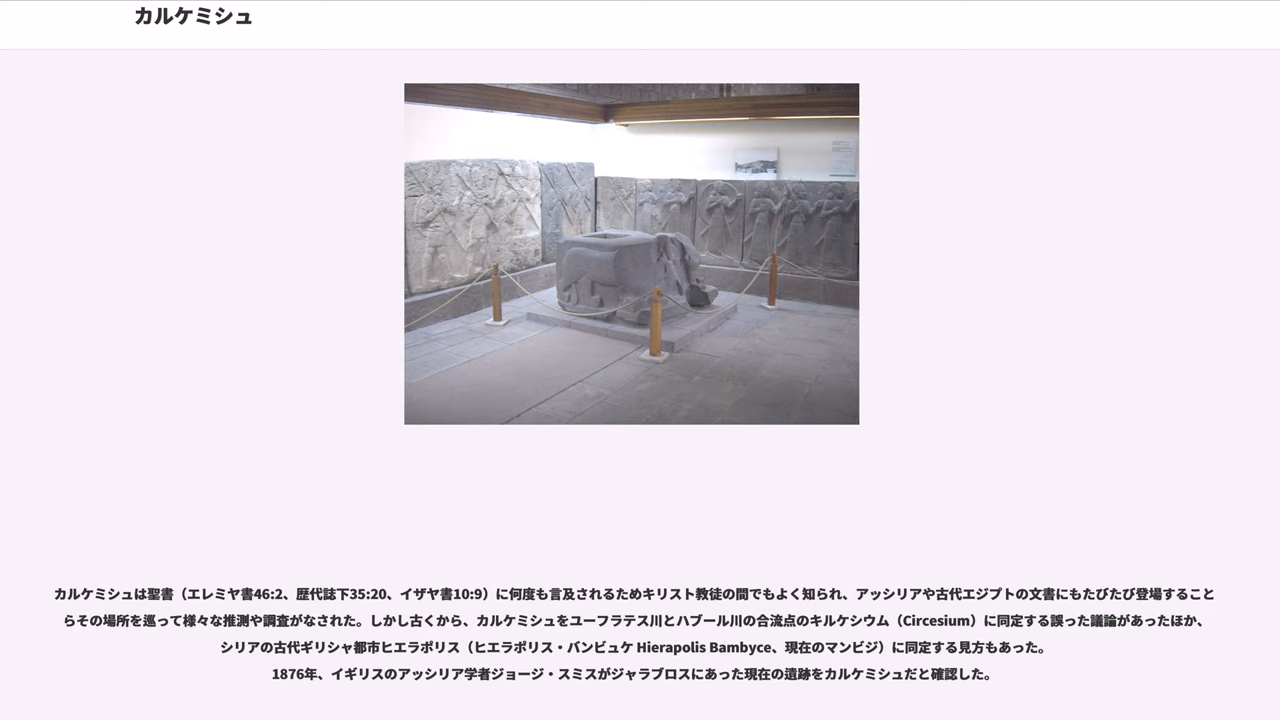 カルケミシュ
カルケミシュは聖書（エレミヤ書46:2、歴代誌下35:20、イザヤ書10:9）に何度も言及されるためキリスト教徒の間でもよく知られ、アッシリアや古代エジプトの文書にもたびたび登場すること
らその場所を巡って様々な推測や調査がなされた。しかし古くから、カルケミシュをユーフラテス川とハブール川の合流点のキルケシウム（Circesium）に同定する誤った議論があったほか、
シリアの古代ギリシャ都市ヒエラポリス（ヒエラポリス・バンビュケ Hierapolis Bambyce、現在のマンビジ）に同定する見方もあった。
1876年、イギリスのアッシリア学者ジョージ・スミスがジャラブロスにあった現在の遺跡をカルケミシュだと確認した。